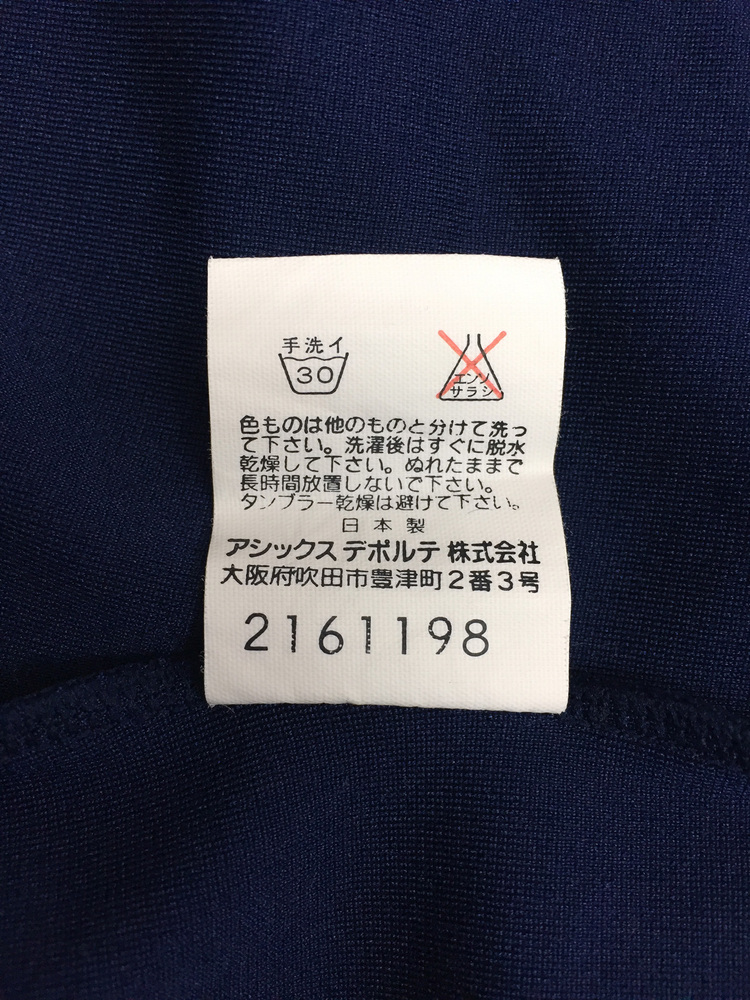 手洗イ
30
エンソ
サラシ
色ものは他のものと分けて洗っ
て下さい。洗濯後はすぐに脱水
乾燥して下さい。ぬれたままで
長時間放置しないで下さい。
タンブラー乾燥は避けて下さい。
日本製
アシックス デポルテ 株式会社
大阪府吹田市豊津町2番3号
2161198